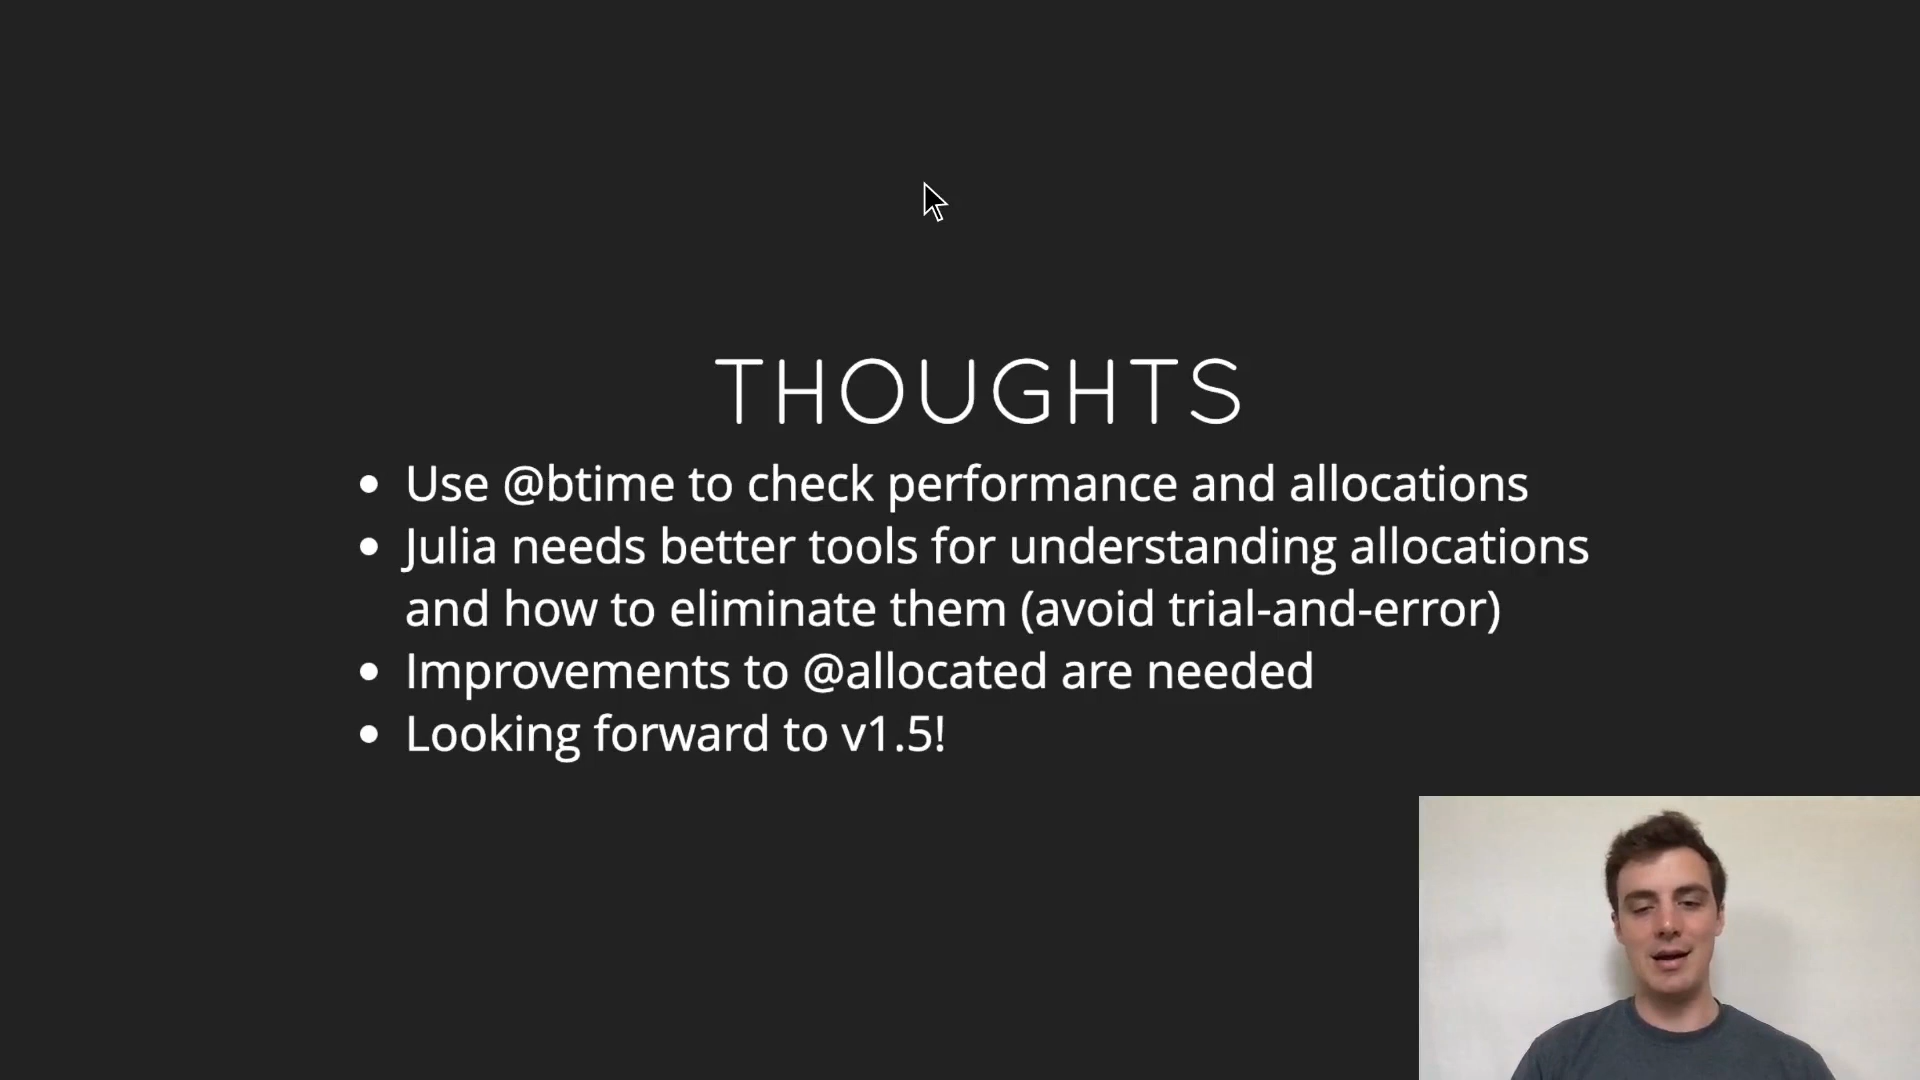 THOUGHTS
Use @btime to check performance and allocations
Julia needs better tools for understanding allocations
and how to eliminate them (avoid trial-and-error)
Improvements to @allocated are needed
Looking forward to v1.5!